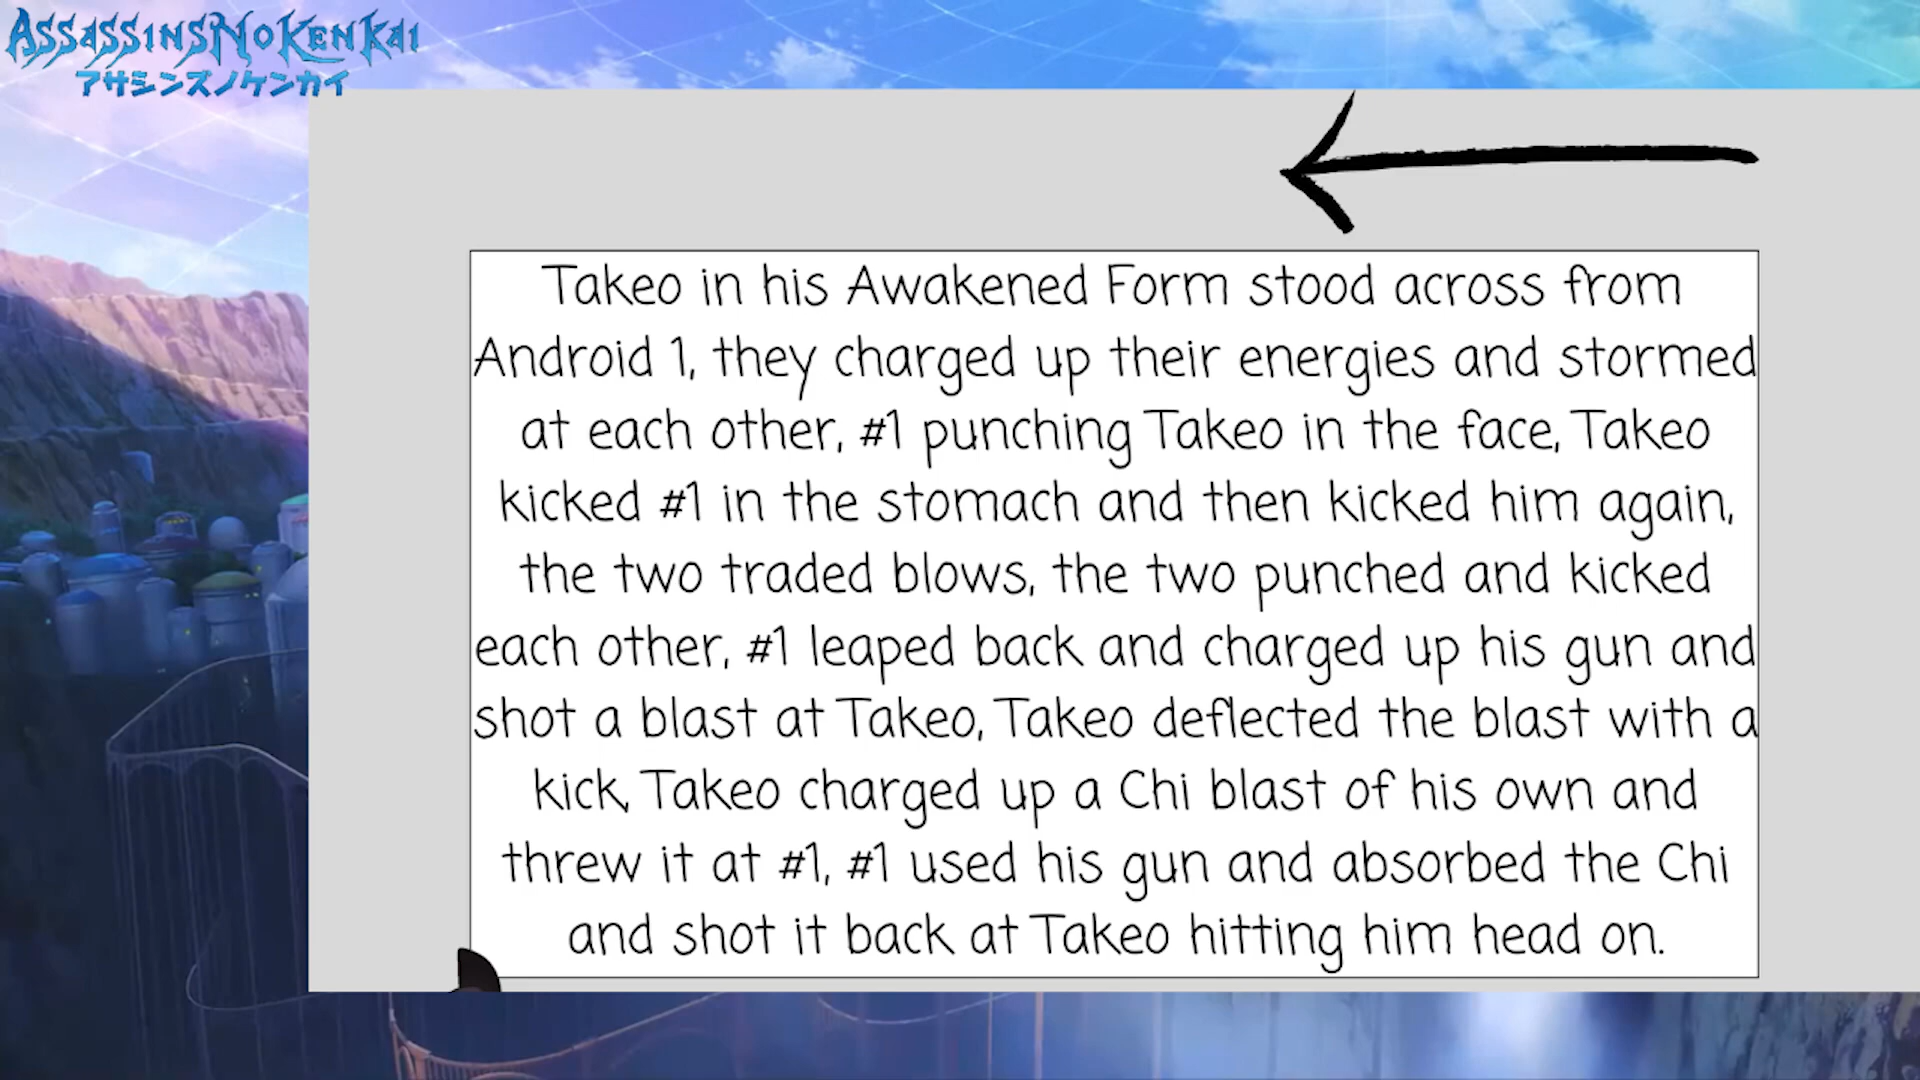 ASSASSINSNOKENKAI
アサシンズノケンカイ
Takeo in his Awakened Form stood across from
Android 1, they charged up their energies and stormed
at each other, #1 punching Takeo in the face, Takeo
kicked #1 in the stomach and then kicked him again,
the two traded blows, the two punched and kicked
each other, #1 leaped back and charged up his gun and
shot a blast at Takeo, Takeo deflected the blast with a
kick, Takeo charged up a Chi blast of his own and
threw it at #1, #1 used his gun and absorbed the Chi
and shot it back at Takeo hitting him head on.